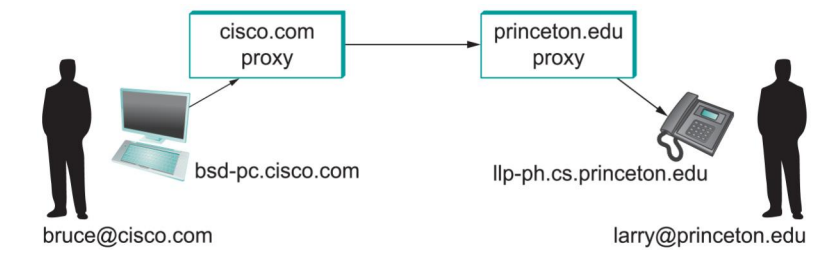 cisco.com
proxy
princeton.edu
proxy
bsd-pc.cisco.com
llp-ph.cs.princeton.edu
bruce@cisco.com
larry@princeton.edu